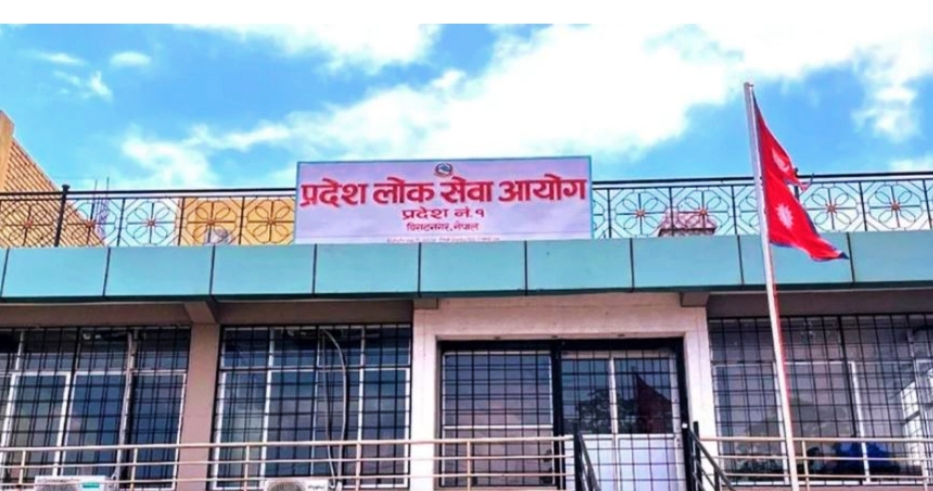 प्रदेश लोक सेवा आयोग
प्रदेश नं. १
विराटनगर, नेपाल